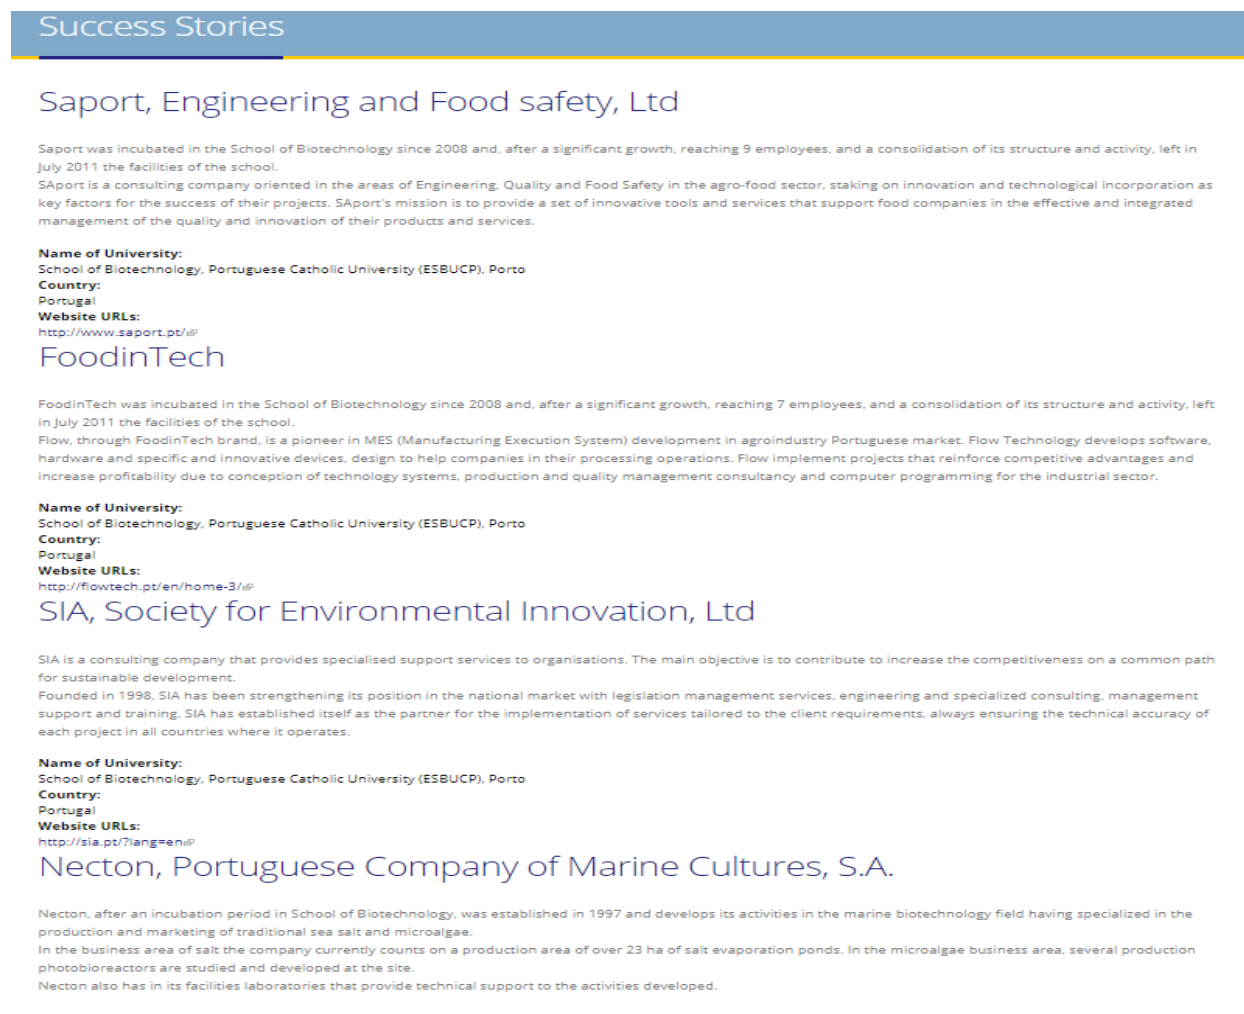 Success Stories
Saport, Engineering and Food safety, Ltd
Saport was incubated in the School of Biotechnology since 2008 and, after a significant growth, reaching 9 employees, and a consolidation of its structure and activity, left in
July 2011 the facilities of the school.
SAport is a consulting company oriented in the areas of Engineering, Quality and Food Safety in the agro-food sector, staking on innovation and technological incorporation as
key factors for the success of their projects. SAport's mission is to provide a set of innovative tools and services that support food companies in the effective and integrated
management of the quality and innovation of their products and services.
Name of University:
School of Biotechnology, Portuguese Catholic University (ESBUCP), Porto
Country:
Portugal
Website URLs:
http://www.saport.pt/
FoodinTech
FoodinTech was incubated in the School of Biotechnology since 2008 and, after a significant growth, reaching 7 employees, and a consolidation of its structure and activity, left
in July 2011 the facilities of the school.
Flow, through FoodinTech brand, is a pioneer in MES (Manufacturing Execution System) development in agroindustry Portuguese market. Flow Technology develops software,
hardware and specific and innovative devices, design to help companies in their processing operations. Flow implement projects that reinforce competitive advantages and
increase profitability due to conception of technology systems, production and quality management consultancy and computer programming for the industrial sector.
Name of University:
School of Biotechnology, Portuguese Catholic University (ESBUCP), Porto
Country:
Portugal
Website URLs:
http://flowtech.pt/en/home-3/
SIA, Society for Environmental Innovation, Ltd
SIA is a consulting company that provides specialised support services to organisations. The main objective is to contribute to increase the competitiveness on a common path
for sustainable development.
Founded in 1998, SIA has been strengthening its position in the national market with legislation management services, engineering and specialized consulting, management
support and training. SIA has established itself as the partner for the implementation of services tailored to the client requirements, always ensuring the technical accuracy of
each project in all countries where it operates.
Name of University:
School of Biotechnology, Portuguese Catholic University (ESBUCP), Porto
Country:
Portugal
Website URLs:
http://sia.pt/?lang=en
Necton, Portuguese Company of Marine Cultures, S.A.
Necton, after an incubation period in School of Biotechnology, was established in 1997 and develops its activities in the marine biotechnology field having specialized in the
production and marketing of traditional sea salt and microalgae.
In the business area of salt the company currently counts on a production area of over 23 ha of salt evaporation ponds. In the microalgae business area, several production
photobioreactors are studied and developed at the site.
Necton also has in its facilities laboratories that provide technical support to the activities developed.